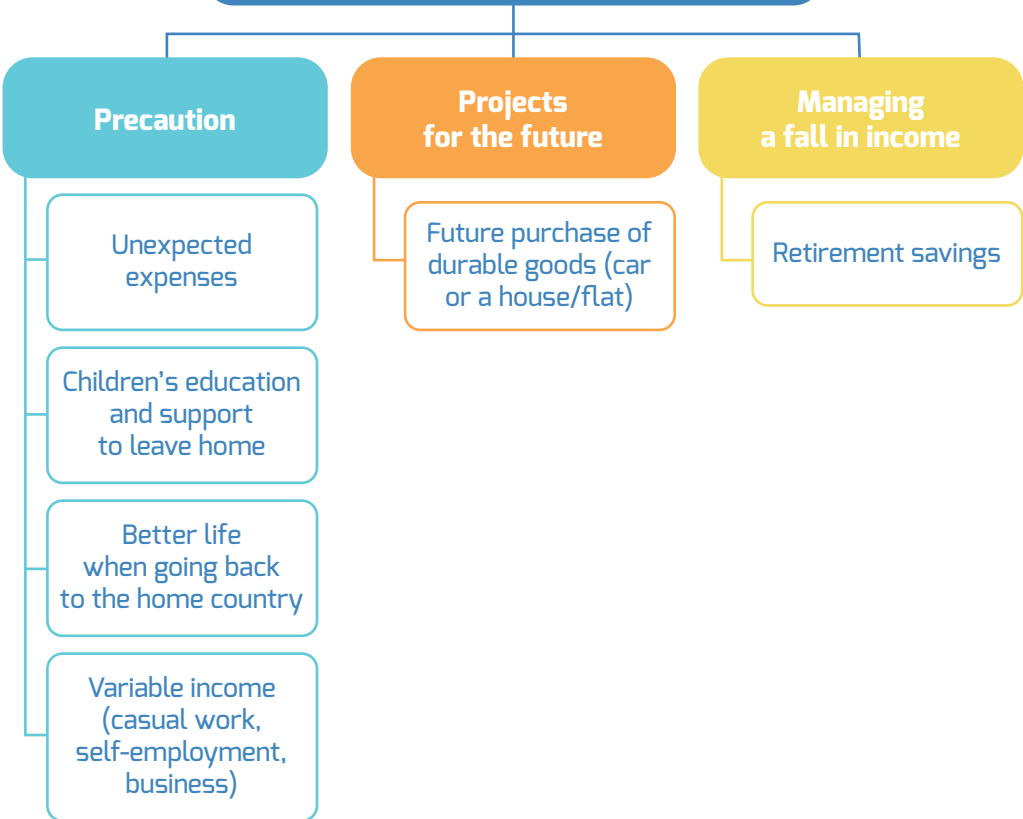 Precaution
Unexpected
expenses
Children’s education
and support
to leave home
Better life
when going back
to the home country
Variable income
(casual work,
self-employment,
business)
Projects
for the future
Future purchase of
durable goods (car
or a house/flat)
Managing
a fall in income
Retirement savings